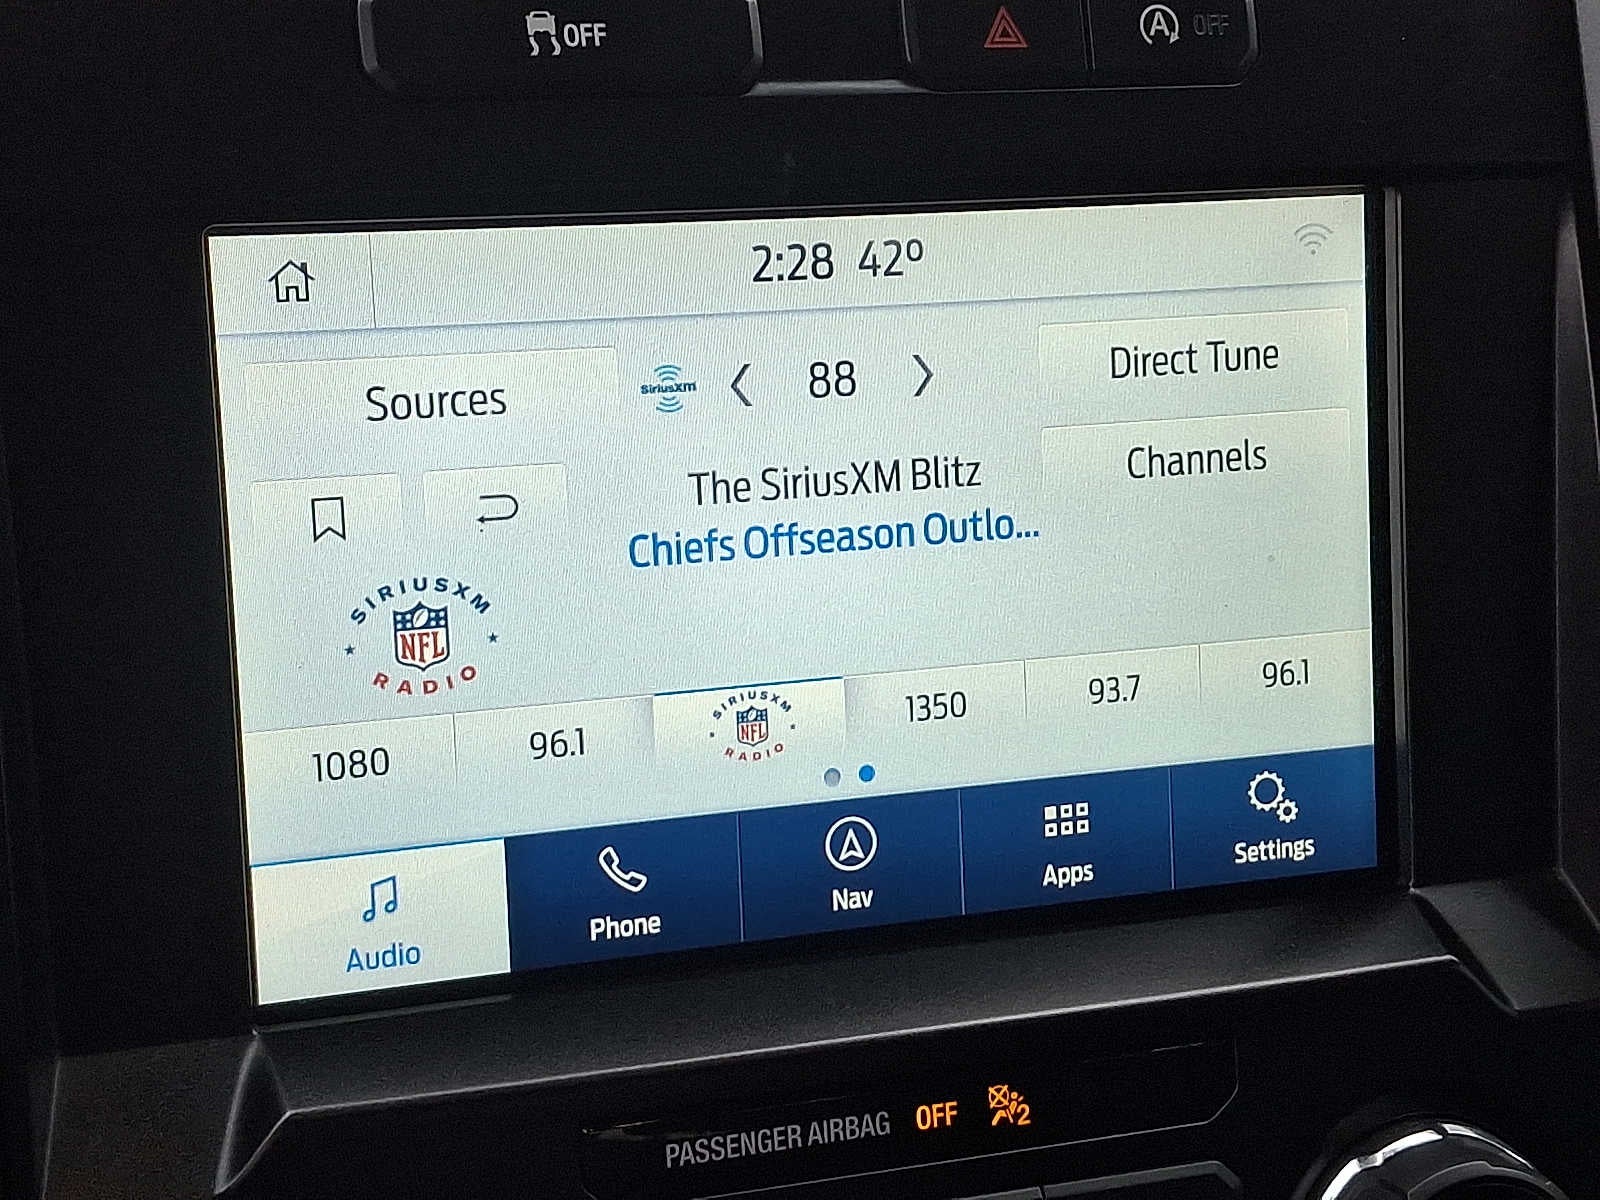 OFF
A OFF
2:28 42°
Sources
SiriusXM
88
Direct Tune
The SiriusXM Blitz
Channels
Chiefs Offseason Outlo...
SIRIUSXM
NFL
RADIO
1080
96.1
SIRIUSXM
NFL
RADIO
1350
93.7
96.1
Audio
Phone
Nav
Apps
Settings
PASSENGER AIRBAG OFF 2